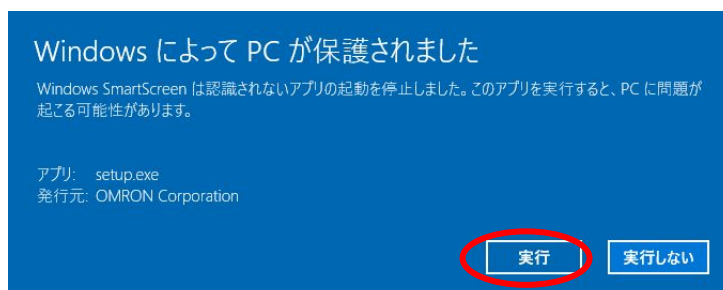 Windows によって PC が保護されました
Windows SmartScreen は認識されないアプリの起動を停止しました。このアプリを実行すると、PC に問題が
起こる可能性があります。
アプリ: setup.exe
発行元: OMRON Corporation
実行 実行しない